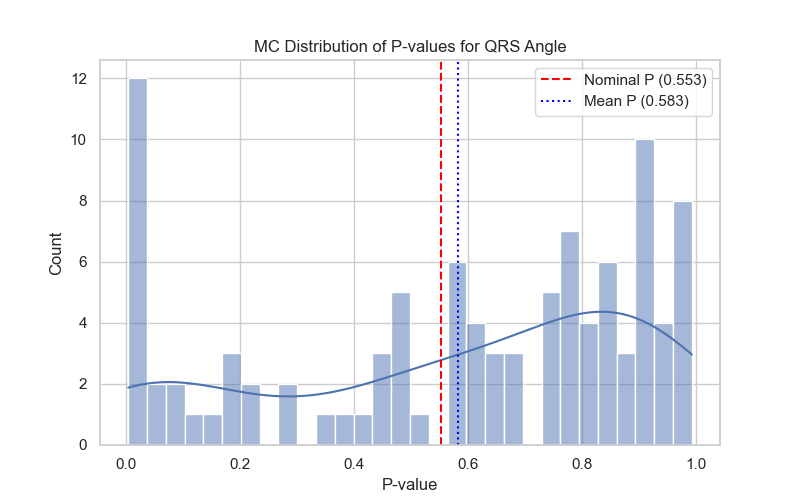 MC Distribution of P-values for QRS Angle
Nominal P (0.553)
Mean P (0.583)
Count
12
10
8
6
4
2
0
0.0 0.2 0.4 0.6 0.8 1.0
P-value